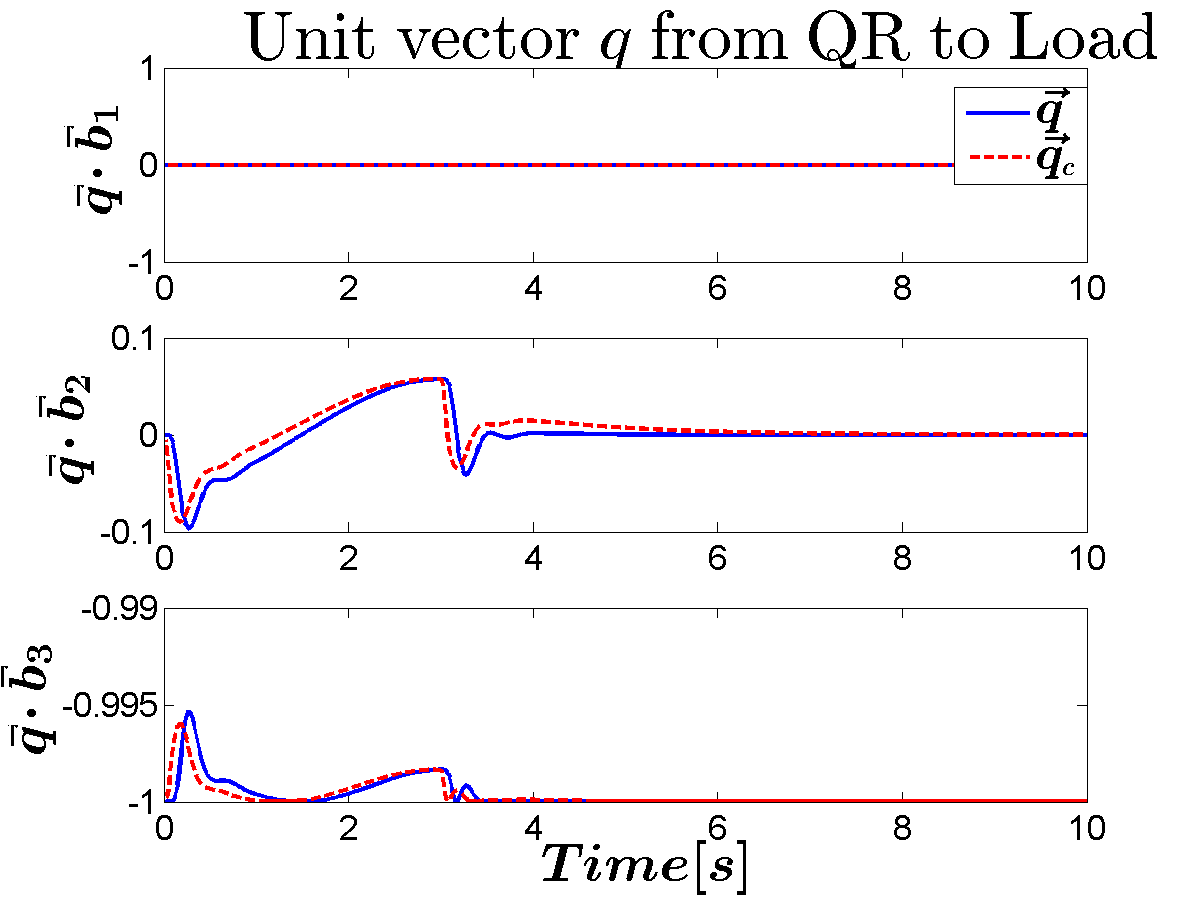 Unit vector q from QR to Load
q̄ · b̄₁
1
0
-1
0 2 4 6 8 10
q⃗
q⃗c
q̄ · b̄₂
0.1
0
-0.1
0 2 4 6 8 10
q̄ · b̄₃
-0.99
-0.995
-1
0 2 4 6 8 10
Time[s]